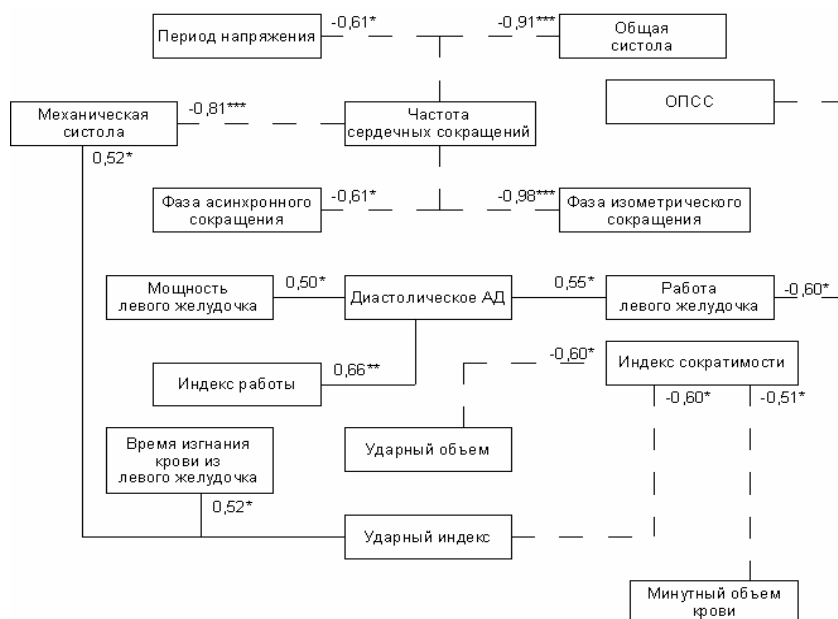 -0,61*
-0,91***
Период напряжения
Общая
систола
ОПСС
-0,81***
Механическая
систола
Частота
сердечных сокращений
0,52*
-0,61*
-0,98***
Фаза асинхронного
сокращения
Фаза изометрического
сокращения
0,50*
0,55*
-0,60*
Мощность
левого желудочка
Диастолическое АД
Работа
левого желудочка
-0,60*
Индекс работы
0,66**
Индекс сократимости
-0,60*
-0,51*
Время изгнания
крови из
левого желудочка
Ударный объем
0,52*
Ударный индекс
Минутный объем
крови